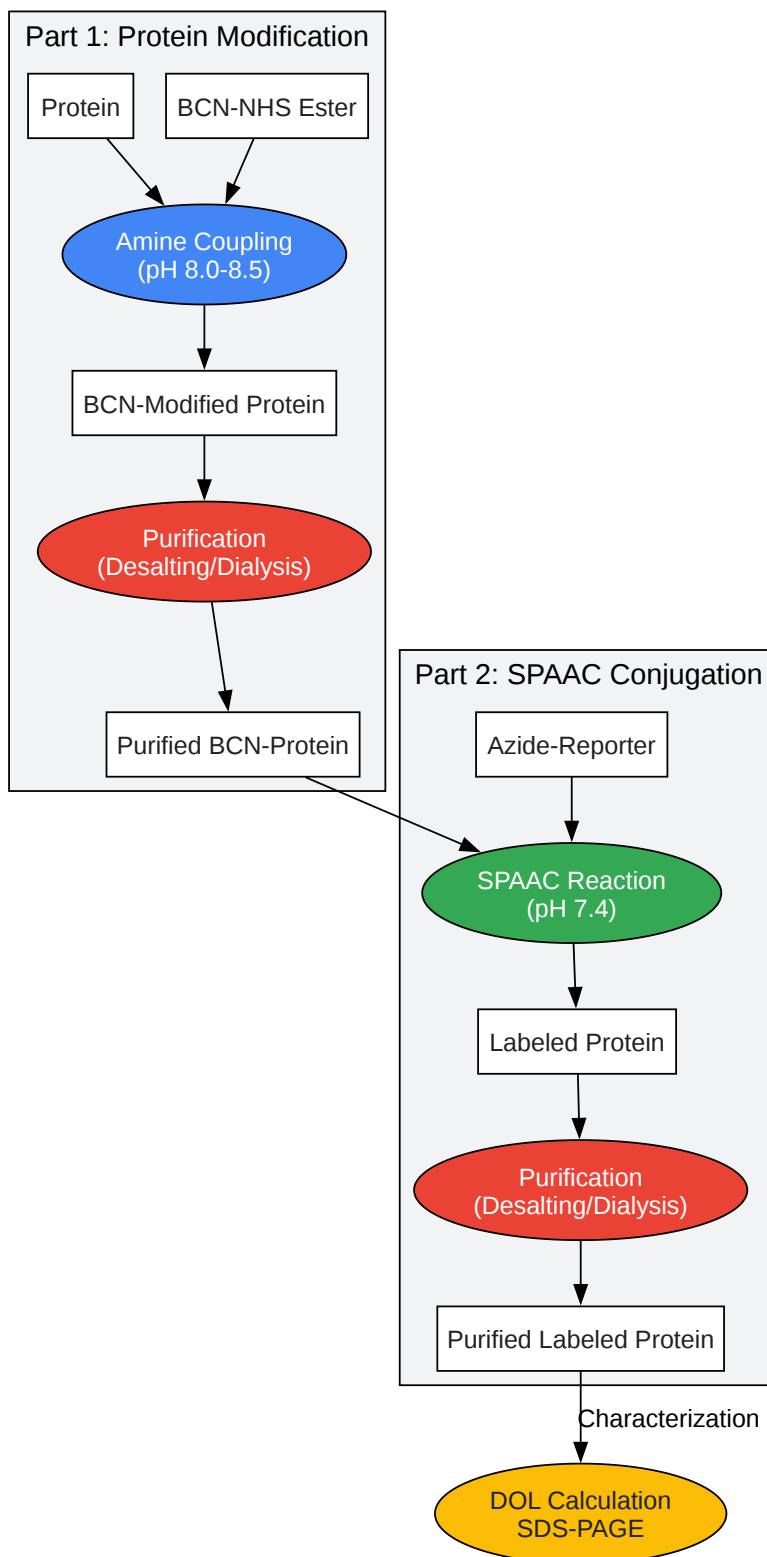 Part 1: Protein Modification
Protein
BCN-NHS Ester
Amine Coupling
(pH 8.0-8.5)
BCN-Modified Protein
Purification
(Desalting/Dialysis)
Purified BCN-Protein
Part 2: SPAAC Conjugation
Azide-Reporter
SPAAC Reaction
(pH 7.4)
Labeled Protein
Purification
(Desalting/Dialysis)
Purified Labeled Protein
Characterization
DOL Calculation
SDS-PAGE